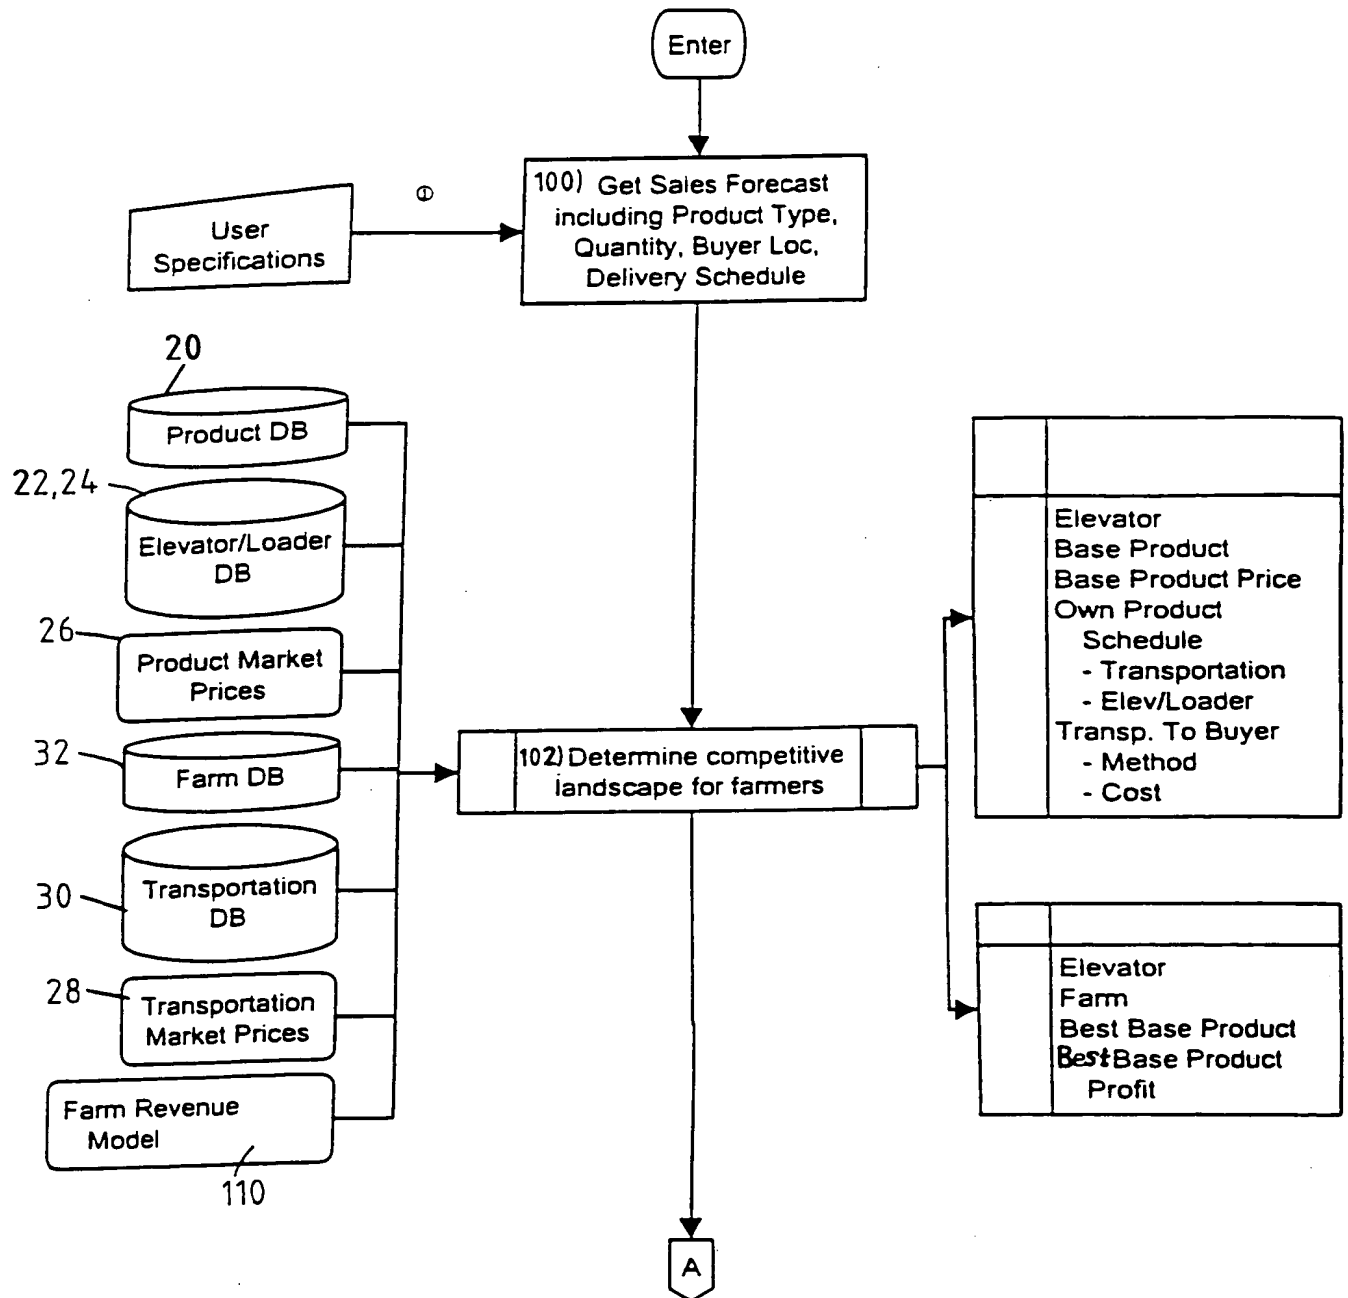 Enter
①
100) Get Sales Forecast
including Product Type,
Quantity, Buyer Loc,
Delivery Schedule
User
Specifications
20
Product DB
22,24
Elevator/Loader
DB
26
Product Market
Prices
32
Farm DB
30
Transportation
DB
28
Transportation
Market Prices
Farm Revenue
Model
110
102) Determine competitive
landscape for farmers
Elevator
Base Product
Base Product Price
Own Product
Schedule
- Transportation
- Elev/Loader
Transp. To Buyer
- Method
- Cost
Elevator
Farm
Best Base Product
Best Base Product
Profit
A